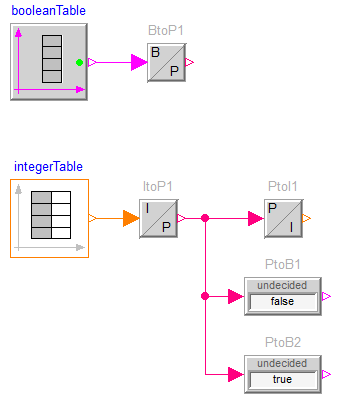 booleanTable
BtoP1
B
P
integerTable
ItoP1
I
P
PtoI1
P
I
PtoB1
undecided
false
PtoB2
undecided
true